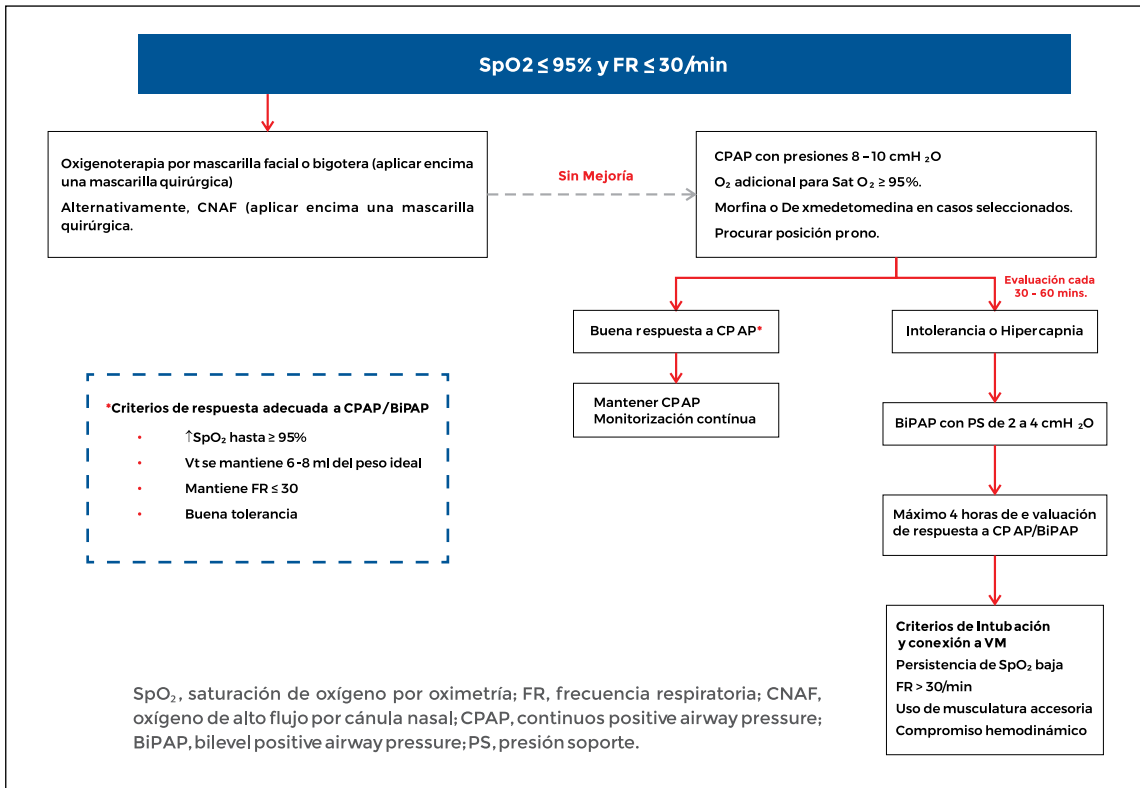 SpO2 ≤ 95% y FR ≤ 30/min
Oxigenoterapia por mascarilla facial o bigotera (aplicar encima
una mascarilla quirúrgica)
Alternativamente, CNAF (aplicar encima una mascarilla
quirúrgica.
Sin Mejoría
CPAP con presiones 8 - 10 cmH ₂O
O₂ adicional para Sat O₂ ≥ 95%.
Morfina o De xmedetomedina en casos seleccionados.
Procurar posición prono.
Evaluación cada
30 - 60 mins.
Buena respuesta a CP AP*
Intolerancia o Hipercapnia
Mantener CPAP
Monitorización contínua
BiPAP con PS de 2 a 4 cmH ₂O
Máximo 4 horas de e valuación
de respuesta a CP AP/BiPAP
*Criterios de respuesta adecuada a CPAP/BiPAP
• ↑SpO₂ hasta ≥ 95%
• Vt se mantiene 6-8 ml del peso ideal
• Mantiene FR ≤ 30
• Buena tolerancia
Criterios de Intubación
y conexión a VM
Persistencia de SpO₂ baja
FR > 30/min
Uso de musculatura accesoria
Compromiso hemodinámico
SpO₂, saturación de oxígeno por oximetría; FR, frecuencia respiratoria; CNAF,
oxígeno de alto flujo por cánula nasal; CPAP, continuos positive airway pressure;
BiPAP, bilevel positive airway pressure; PS, presión soporte.